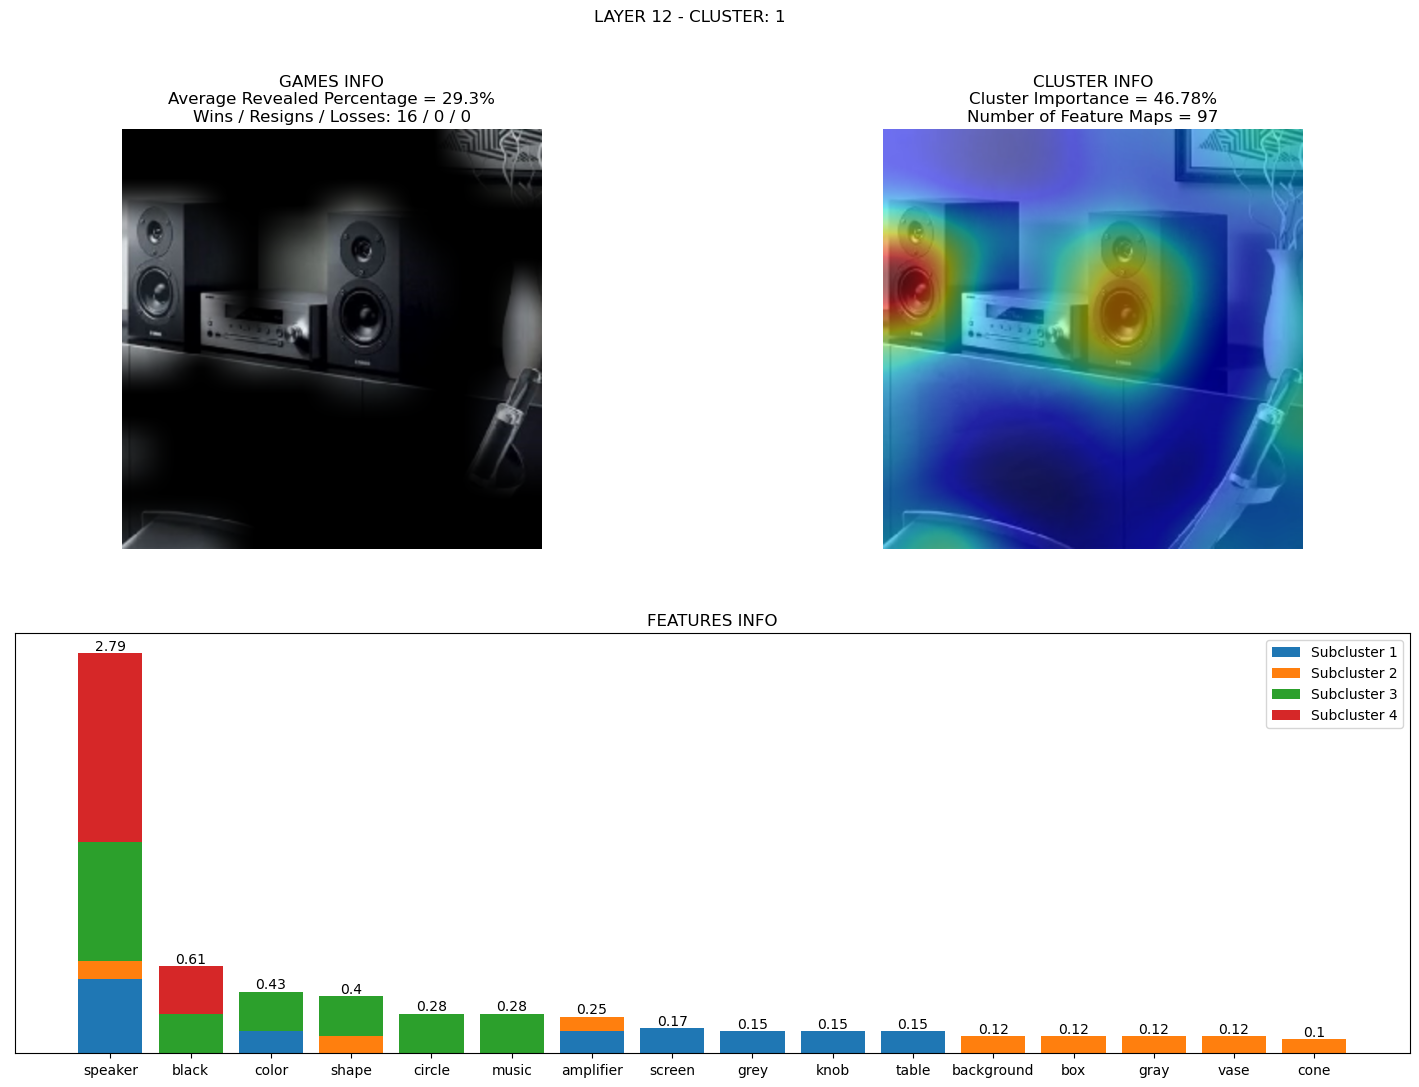 LAYER 12 - CLUSTER: 1
GAMES INFO
Average Revealed Percentage = 29.3%
Wins / Resigns / Losses: 16 / 0 / 0
CLUSTER INFO
Cluster Importance = 46.78%
Number of Feature Maps = 97
FEATURES INFO
2.79
0.61
0.43
0.4
0.28
0.28
0.25
0.17
0.15
0.15
0.15
0.12
0.12
0.12
0.12
0.1
Subcluster 1
Subcluster 2
Subcluster 3
Subcluster 4
speaker
black
color
shape
circle
music
amplifier
screen
grey
knob
table
background
box
gray
vase
cone